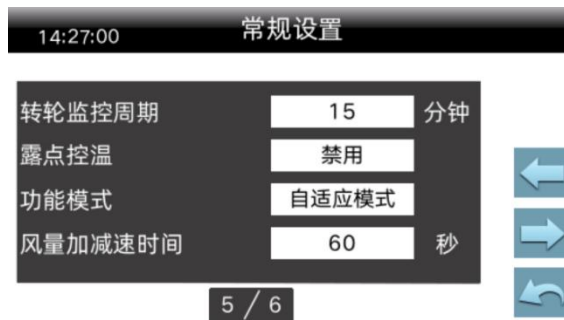 14:27:00 常规设置
转轮监控周期 15 分钟
露点控温 禁用
功能模式 自适应模式
风量加减速时间 60 秒
5 / 6